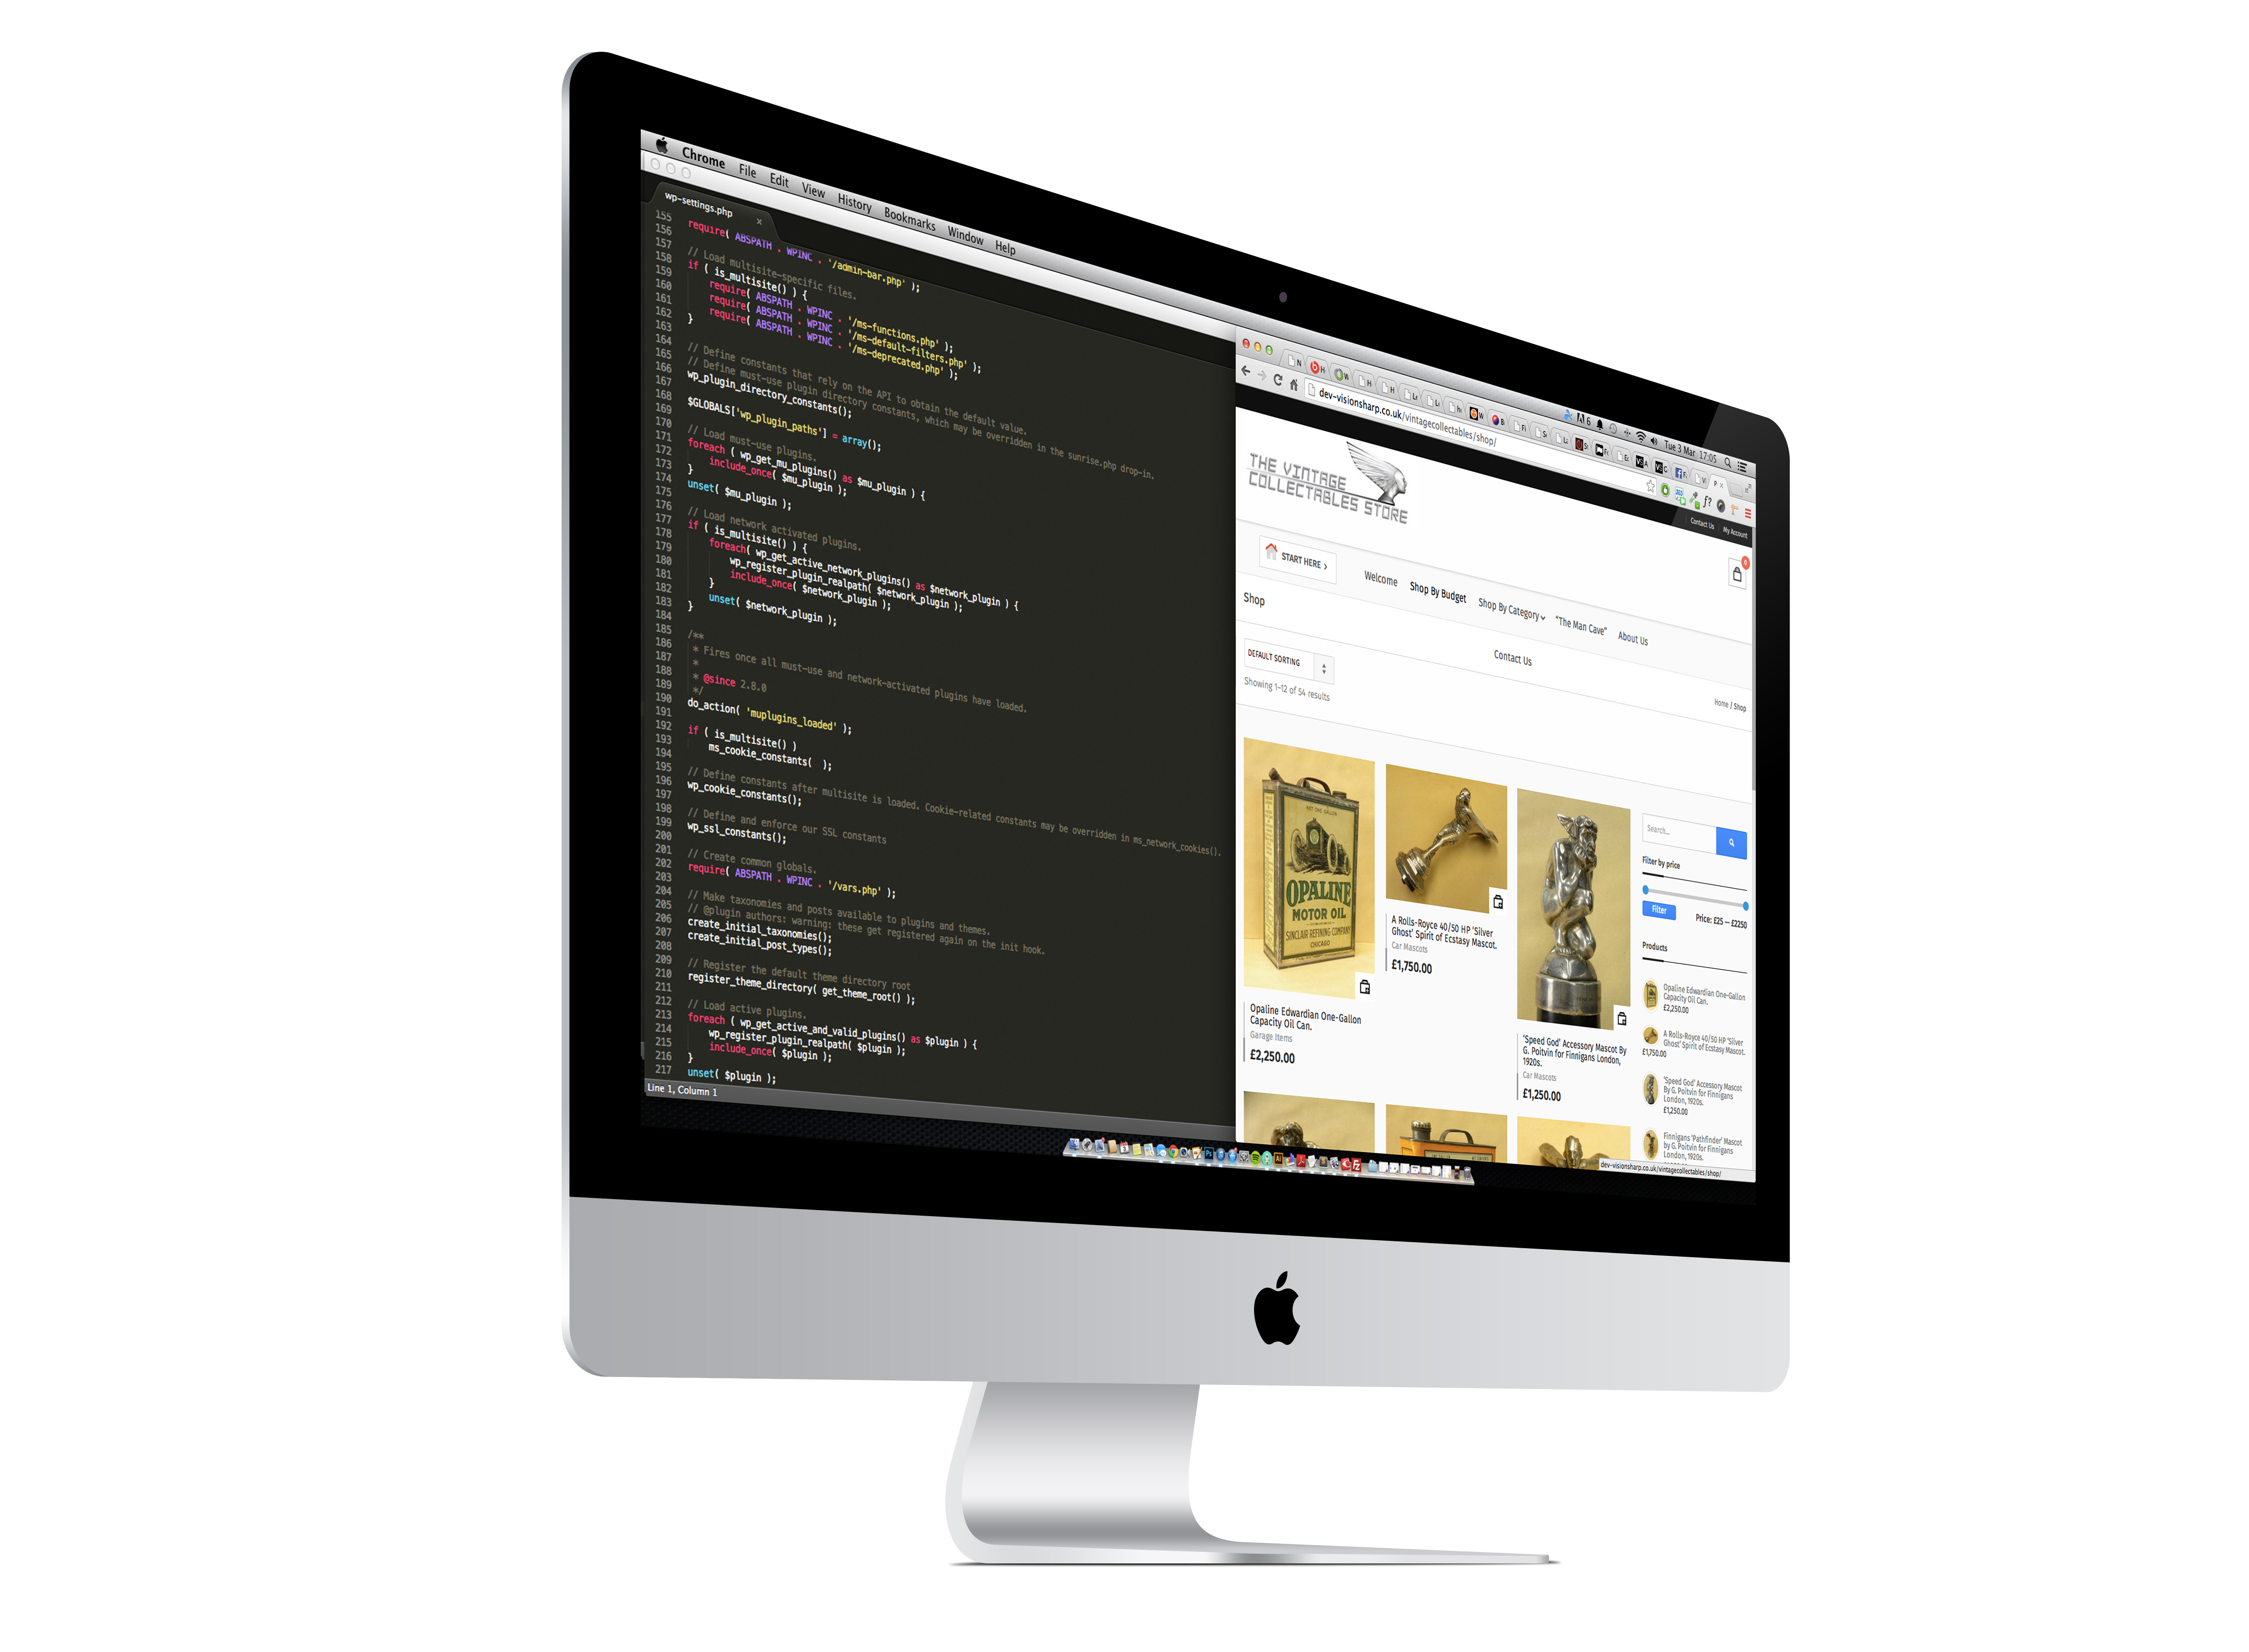 Chrome File Edit View History Bookmarks Window Help
Tue 3 Mar 17:05
wp-settings.php
155
156 require( ABSPATH . WPINC . '/admin-bar.php' );
157
158 // Load multisite-specific files.
159 if ( is_multisite() ) {
160 require( ABSPATH . WPINC . '/ms-functions.php' );
161 require( ABSPATH . WPINC . '/ms-default-filters.php' );
162 require( ABSPATH . WPINC . '/ms-deprecated.php' );
163 }
164
165 // Define constants that rely on the API to obtain the default value.
166 // Define must-use plugin directory constants, which may be overridden in the sunrise.php drop-in.
167 wp_plugin_directory_constants();
168
169 $GLOBALS['wp_plugin_paths'] = array();
170
171 // Load must-use plugins.
172 foreach ( wp_get_mu_plugins() as $mu_plugin ) {
173 include_once( $mu_plugin );
174 }
175 unset( $mu_plugin );
176
177 // Load network activated plugins.
178 if ( is_multisite() ) {
179 foreach( wp_get_active_network_plugins() as $network_plugin ) {
180 wp_register_plugin_realpath( $network_plugin );
181 include_once( $network_plugin );
182 }
183 unset( $network_plugin );
184 }
185
186 /**
187 * Fires once all must-use and network-activated plugins have loaded.
188 *
189 * @since 2.8.0
190 */
191 do_action( 'muplugins_loaded' );
192
193 if ( is_multisite() )
194 ms_cookie_constants( );
195
196 // Define constants after multisite is loaded. Cookie-related constants may be overridden in ms_network_cookies().
197 wp_cookie_constants();
198
199 // Define and enforce our SSL constants
200 wp_ssl_constants();
201
202 // Create common globals.
203 require( ABSPATH . WPINC . '/vars.php' );
204
205 // Make taxonomies and posts available to plugins and themes.
206 // @plugin authors: warning: these get registered again on the init hook.
207 create_initial_taxonomies();
208 create_initial_post_types();
209
210 // Register the default theme directory root
211 register_theme_directory( get_theme_root() );
212
213 // Load active plugins.
214 foreach ( wp_get_active_and_valid_plugins() as $plugin ) {
215 wp_register_plugin_realpath( $plugin );
216 include_once( $plugin );
217 }
unset( $plugin );
Line 1, Column 1
dev-visionsharp.co.uk/vintagecollectables/shop/
Contact Us My Account
THE VINTAGE
COLLECTABLES STORE
0
START HERE >
Welcome Shop By Budget Shop By Category "The Man Cave" About Us
Contact Us
Shop
Home / Shop
DEFAULT SORTING
Showing 1–12 of 54 results
OPALINE
MOTOR OIL
SINCLAIR REFINING COMPANY
CHICAGO
Opaline Edwardian One-Gallon
Capacity Oil Can.
Garage Items
£2,250.00
A Rolls-Royce 40/50 HP 'Silver
Ghost' Spirit of Ecstasy Mascot.
Car Mascots
£1,750.00
'Speed God' Accessory Mascot By
G. Poitvin for Finnigans London,
1920s.
Car Mascots
£1,250.00
Search...
Filter by price
Filter
Price: £25 — £2250
Products
Opaline Edwardian One-Gallon
Capacity Oil Can.
£2,250.00
A Rolls-Royce 40/50 HP 'Silver
Ghost' Spirit of Ecstasy Mascot.
£1,750.00
'Speed God' Accessory Mascot
By G. Poitvin for Finnigans
London, 1920s.
£1,250.00
Finnigans 'Pathfinder' Mascot
by G. Poitvin for Finnigans
London, 1920s.
dev-visionsharp.co.uk/vintagecollectables/shop/